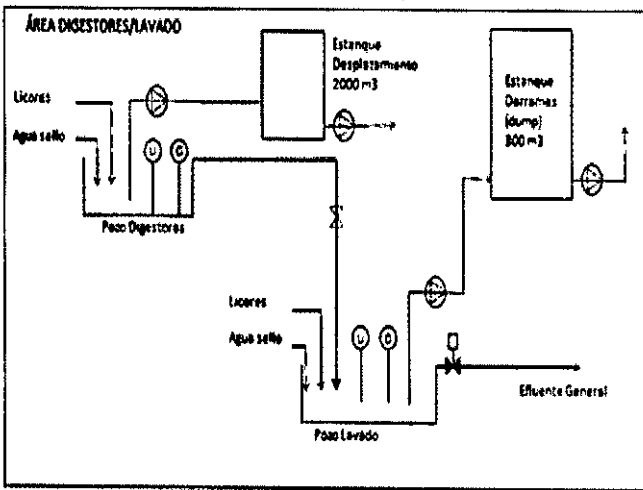 ÁREA DIGESTORES/LAVADO
Estanque
Desplazamiento
2000 m3
Estanque
Derrames
(dump)
800 m3
Licores
Agua sello
U
Pozo Digestores
Licores
Agua sello
U
Pozo Lavado
Efluente General